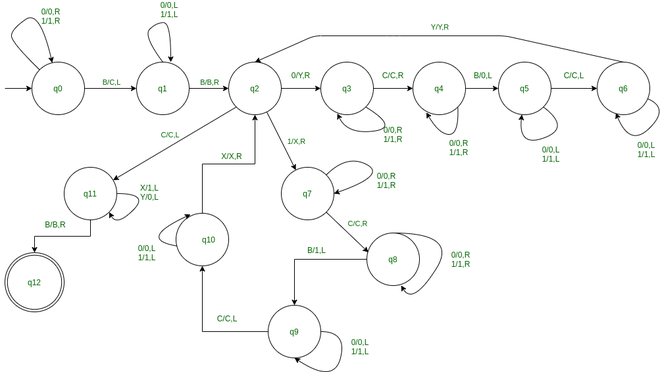 0/0,R
1/1,R
0/0,L
1/1,L
Y/Y,R
q0
B/C,L
q1
B/B,R
q2
0/Y,R
q3
C/C,R
q4
B/0,L
q5
C/C,L
q6
0/0,R
1/1,R
0/0,R
1/1,R
0/0,L
1/1,L
0/0,L
1/1,L
C/C,L
X/X,R
1/X,R
q11
X/1,L
Y/0,L
q7
0/0,R
1/1,R
B/B,R
C/C,R
q10
0/0,L
1/1,L
B/1,L
q8
0/0,R
1/1,R
q12
C/C,L
q9
0/0,L
1/1,L